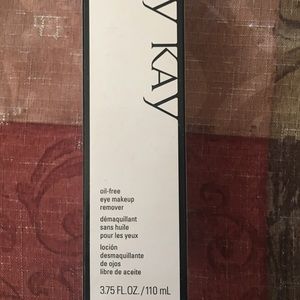 y KAY
oil-free
eye makeup
remover
démaquillant
sans huile
pour les yeux
loción
desmaquillante
de ojos
libre de aceite
3.75 FL.OZ./110 mL